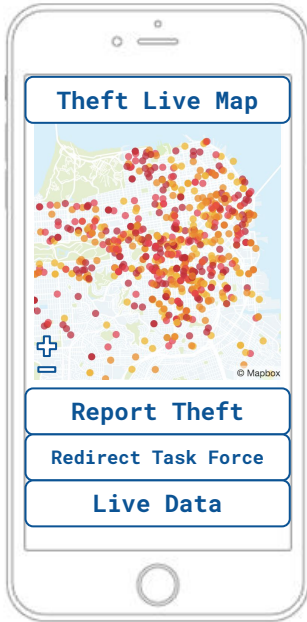 Theft Live Map
© Mapbox
Report Theft
Redirect Task Force
Live Data